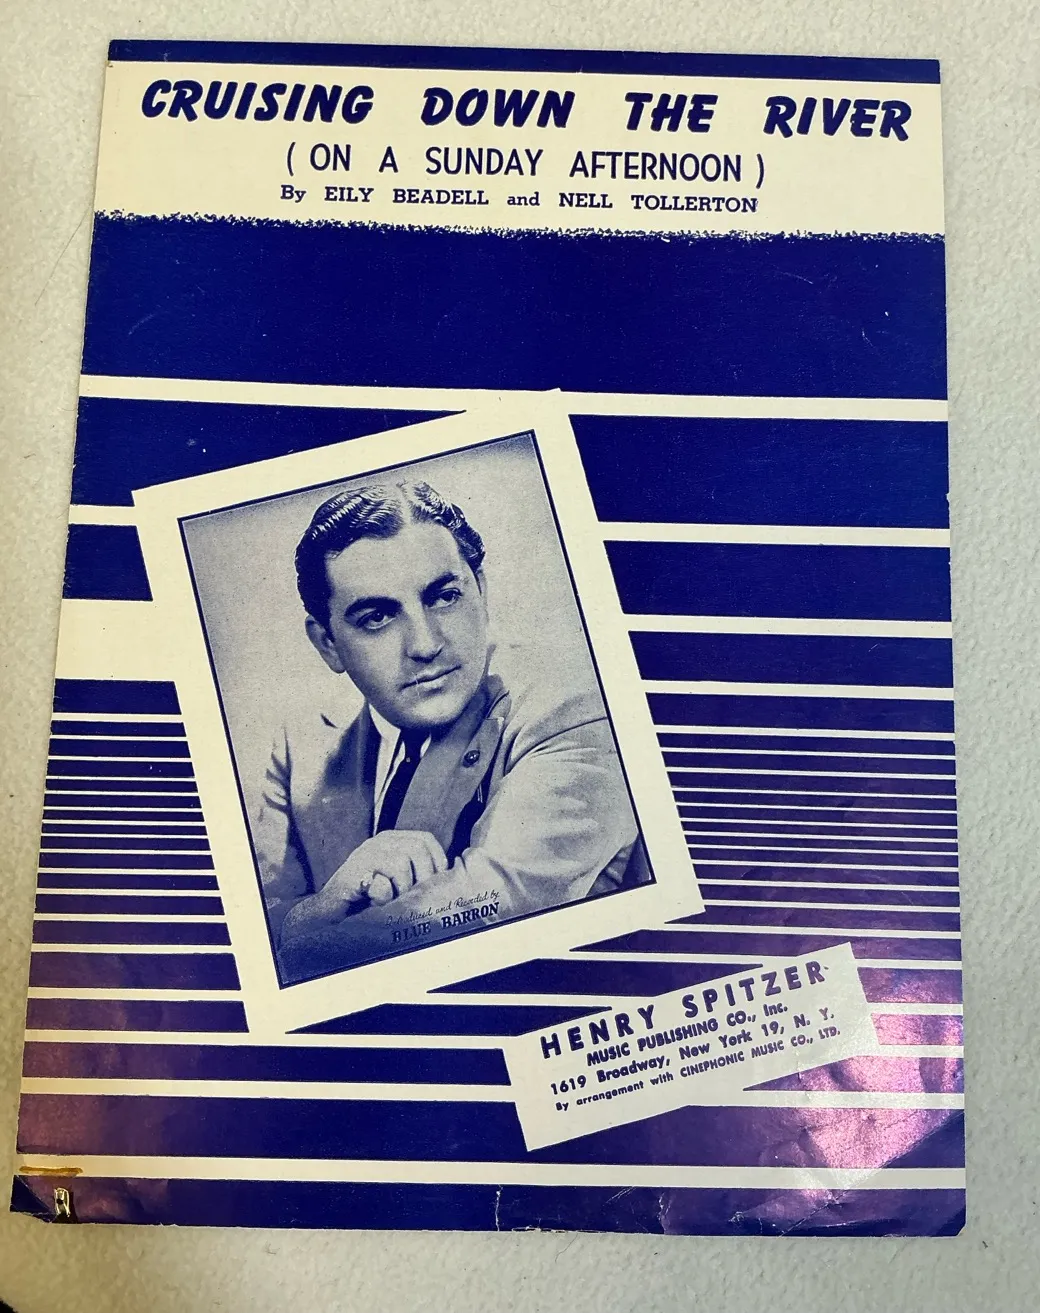 CRUISING DOWN THE RIVER
( ON A SUNDAY AFTERNOON )
By EILY BEADELL and NELL TOLLERTON
Introduced and Recorded by
BLUE BARRON
HENRY SPITZER
MUSIC PUBLISHING CO., Inc.
1619 Broadway, New York 19, N. Y.
By arrangement with CINEPHONIC MUSIC CO., LTD.